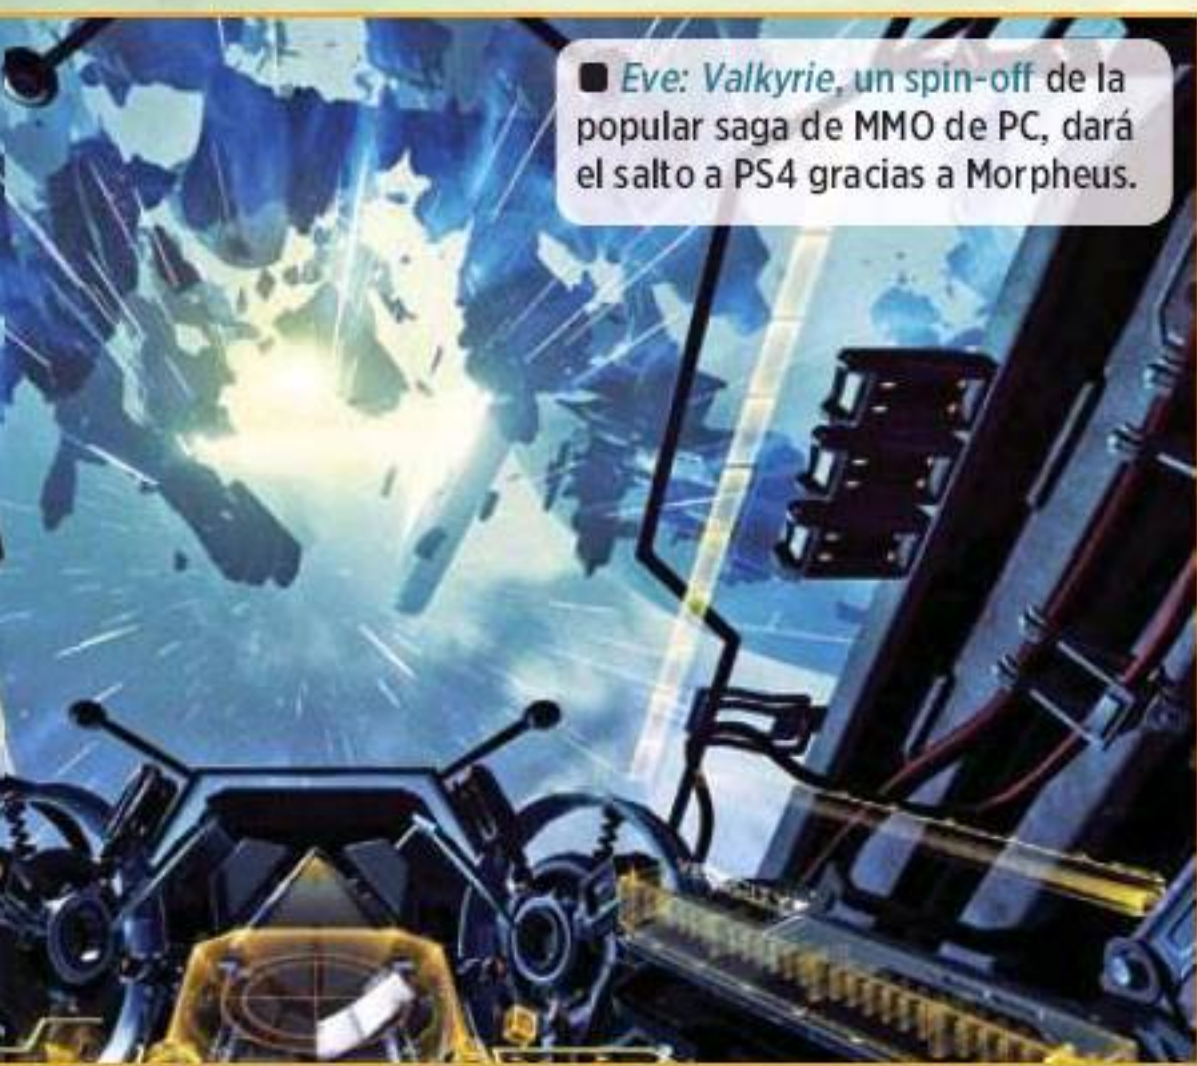 ■ Eve: Valkyrie, un spin-off de la
popular saga de MMO de PC, dará
el salto a PS4 gracias a Morpheus.